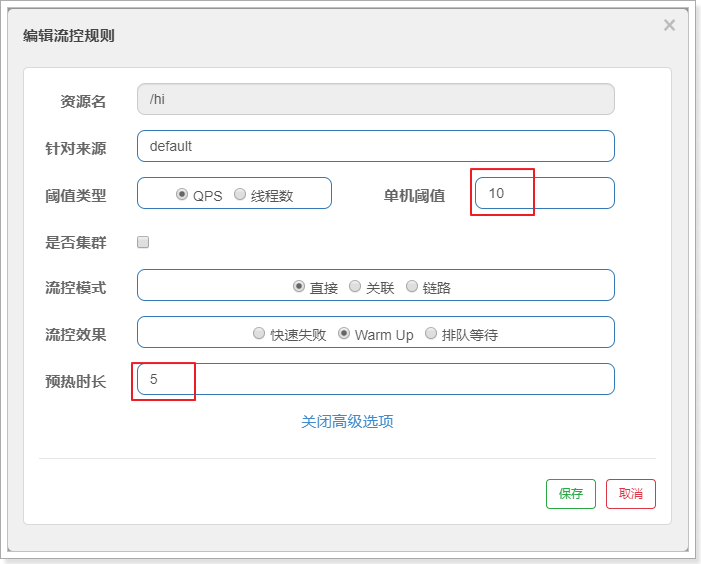 编辑流控规则 ×
资源名 /hi
针对来源 default
阈值类型 QPS 线程数 单机阈值 10
是否集群
流控模式 直接 关联 链路
流控效果 快速失败 Warm Up 排队等待
预热时长 5
关闭高级选项
保存 取消